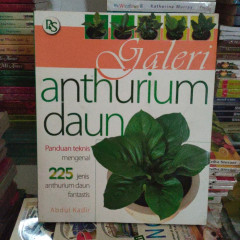 PS
Galeri
anthurium
daun
Panduan teknis
mengenal
225 jenis
anthurium daun
fantastis